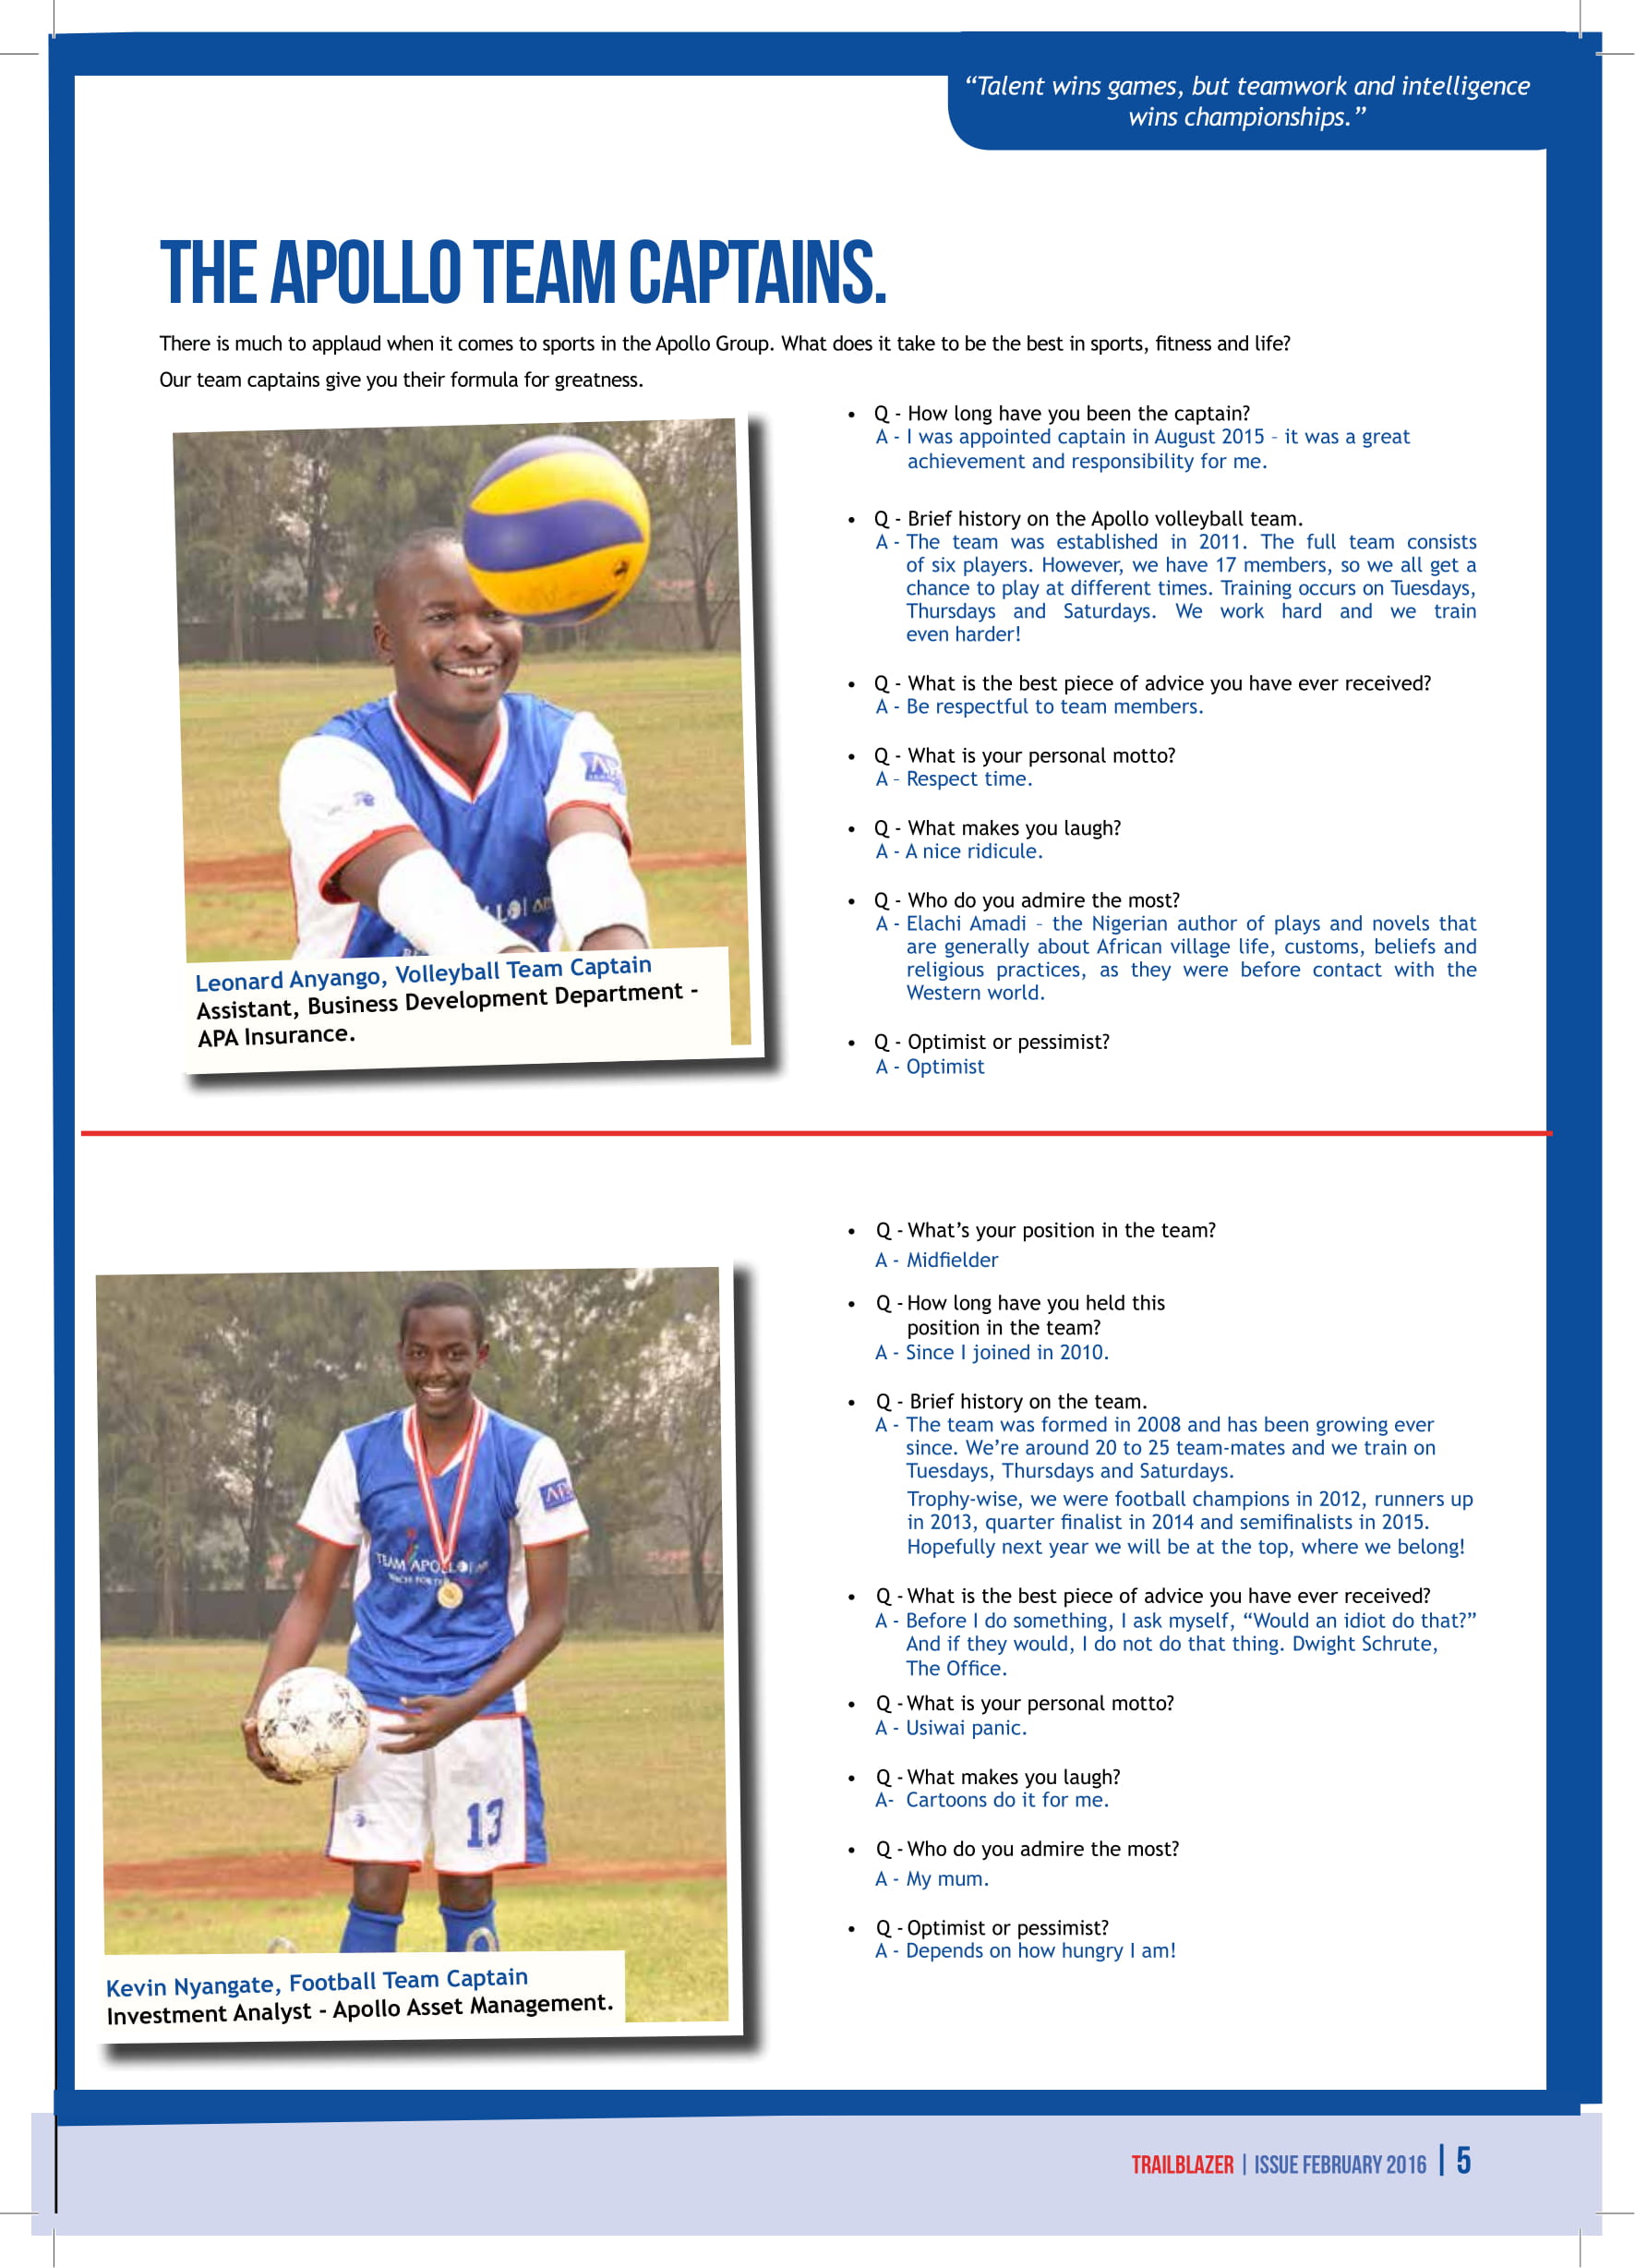 “Talent wins games, but teamwork and intelligence
wins championships.”
THE APOLLO TEAM CAPTAINS.
There is much to applaud when it comes to sports in the Apollo Group. What does it take to be the best in sports, fitness and life?
Our team captains give you their formula for greatness.
Leonard Anyango, Volleyball Team Captain
Assistant, Business Development Department -
APA Insurance.
• Q - How long have you been the captain?
A - I was appointed captain in August 2015 – it was a great
achievement and responsibility for me.
• Q - Brief history on the Apollo volleyball team.
A - The team was established in 2011. The full team consists
of six players. However, we have 17 members, so we all get a
chance to play at different times. Training occurs on Tuesdays,
Thursdays and Saturdays. We work hard and we train
even harder!
• Q - What is the best piece of advice you have ever received?
A - Be respectful to team members.
• Q - What is your personal motto?
A – Respect time.
• Q - What makes you laugh?
A - A nice ridicule.
• Q - Who do you admire the most?
A - Elachi Amadi – the Nigerian author of plays and novels that
are generally about African village life, customs, beliefs and
religious practices, as they were before contact with the
Western world.
• Q - Optimist or pessimist?
A - Optimist
TEAM APOLLO
13
Kevin Nyangate, Football Team Captain
Investment Analyst - Apollo Asset Management.
• Q - What’s your position in the team?
A - Midfielder
• Q - How long have you held this
position in the team?
A - Since I joined in 2010.
• Q - Brief history on the team.
A - The team was formed in 2008 and has been growing ever
since. We’re around 20 to 25 team-mates and we train on
Tuesdays, Thursdays and Saturdays.
Trophy-wise, we were football champions in 2012, runners up
in 2013, quarter finalist in 2014 and semifinalists in 2015.
Hopefully next year we will be at the top, where we belong!
• Q - What is the best piece of advice you have ever received?
A - Before I do something, I ask myself, “Would an idiot do that?”
And if they would, I do not do that thing. Dwight Schrute,
The Office.
• Q - What is your personal motto?
A - Usiwai panic.
• Q - What makes you laugh?
A- Cartoons do it for me.
• Q - Who do you admire the most?
A - My mum.
• Q - Optimist or pessimist?
A - Depends on how hungry I am!
TRAILBLAZER | ISSUE FEBRUARY 2016 | 5